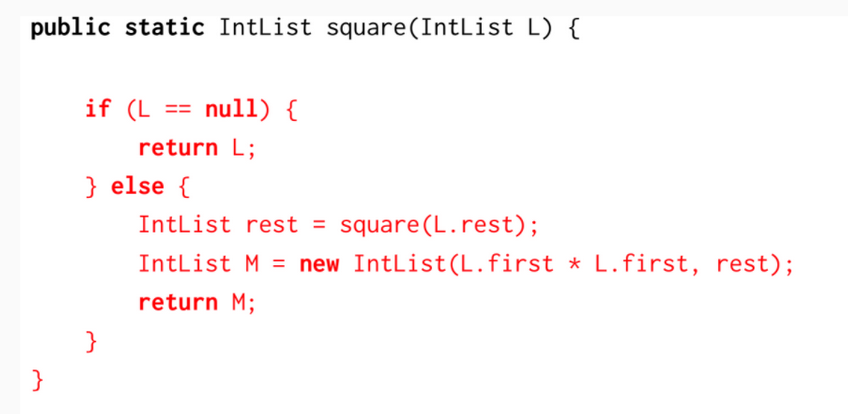 public static IntList square(IntList L) {
if (L == null) {
return L;
} else {
IntList rest = square(L.rest);
IntList M = new IntList(L.first * L.first, rest);
return M;
}
}